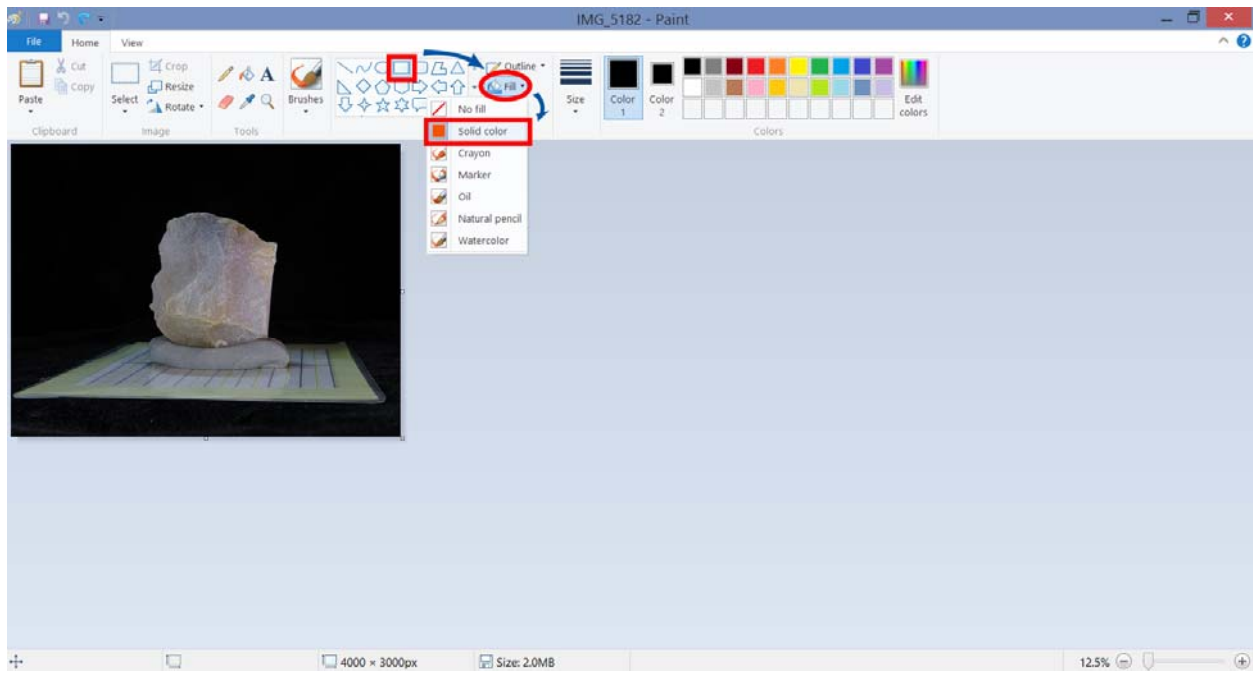 IMG_5182 - Paint
File Home View
Cut Crop Outline
Copy Resize Fill
Paste Select Rotate A Brushes Size Color 1 Color 2 Edit colors
Clipboard Image Tools Colors
No fill
Solid color
Crayon
Marker
Oil
Natural pencil
Watercolor
4000 × 3000px Size: 2.0MB 12.5%